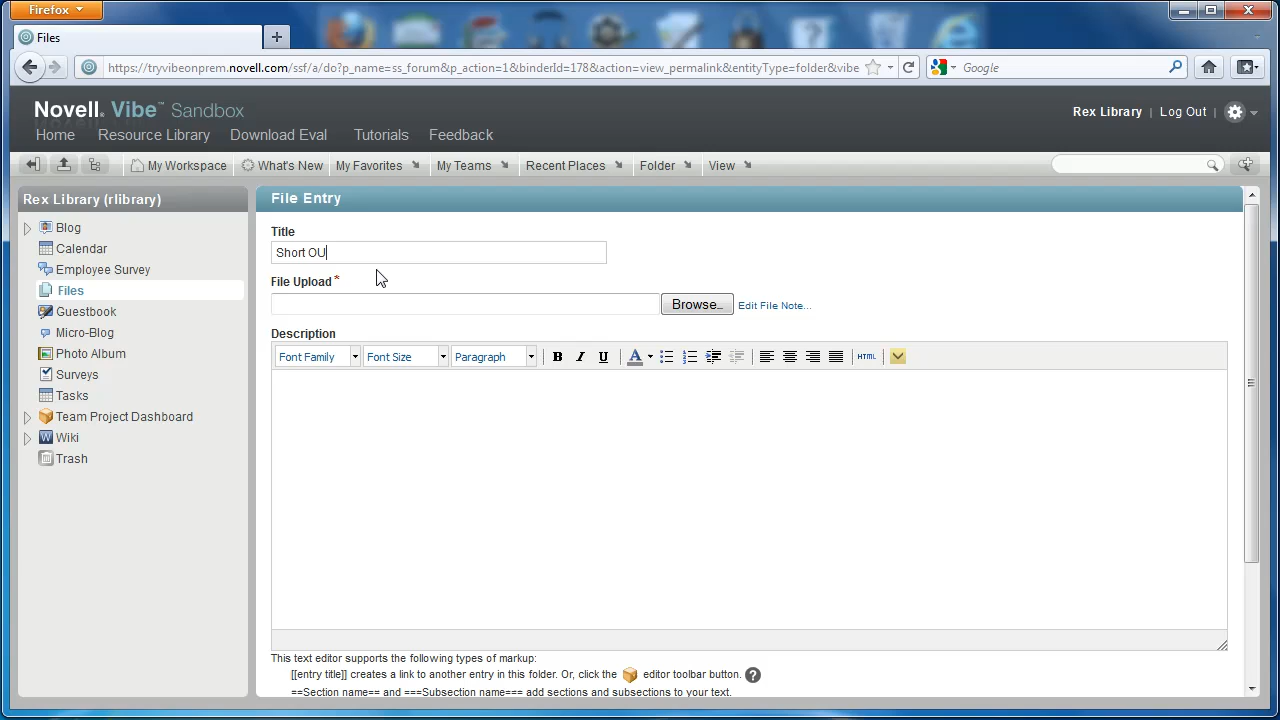 Firefox
Files
https://tryvibeonprem.novell.com/ssf/a/do?p_name=ss_forum&p_action=1&binderId=178&action=view_permalink&entityType=folder&vibe
Google
Novell. Vibe™ Sandbox
Rex Library | Log Out |
Home Resource Library Download Eval Tutorials Feedback
My Workspace What's New My Favorites My Teams Recent Places Folder View
Rex Library (rlibrary)
Blog
Calendar
Employee Survey
Files
Guestbook
Micro-Blog
Photo Album
Surveys
Tasks
Team Project Dashboard
Wiki
Trash
File Entry
Title
Short OU
File Upload *
Browse... Edit File Note...
Description
Font Family Font Size Paragraph B I U A HTML
This text editor supports the following types of markup:
[[entry title]] creates a link to another entry in this folder. Or, click the editor toolbar button. ?
==Section name== and ===Subsection name=== add sections and subsections to your text.